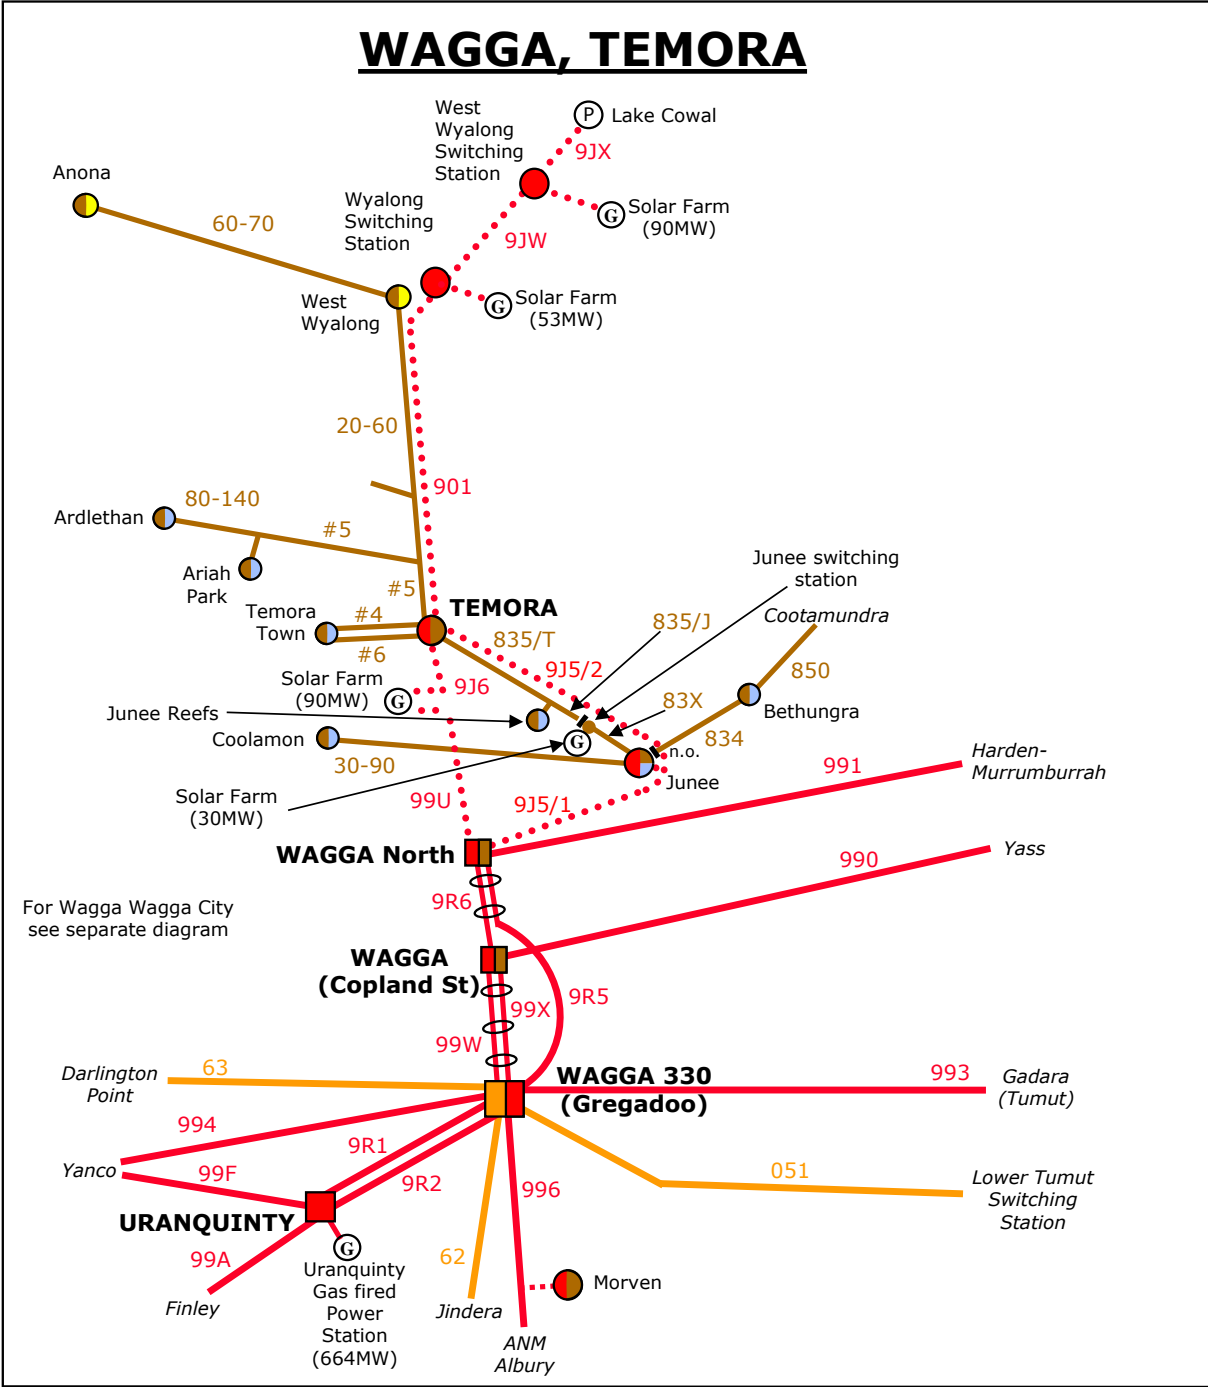 WAGGA, TEMORA
West
Wyalong
Switching
Station
P
Lake Cowal
9JX
Anona
60-70
Wyalong
Switching
Station
9JW
G
Solar Farm
(90MW)
West
Wyalong
G
Solar Farm
(53MW)
20-60
901
80-140
Ardlethan
#5
Ariah
Park
#5
Temora
Town
#4
#6
TEMORA
835/T
835/J
Junee switching
station
Cootamundra
9J5/2
850
Solar Farm
(90MW)
G
9J6
83X
Bethungra
Junee Reefs
Coolamon
G
834
n.o.
30-90
Junee
Solar Farm
(30MW)
99U
9J5/1
991
Harden-
Murrumburrah
WAGGA North
990
Yass
9R6
For Wagga Wagga City
see separate diagram
WAGGA
(Copland St)
99X
9R5
99W
63
Darlington
Point
WAGGA 330
(Gregadoo)
993
Gadara
(Tumut)
994
9R1
Yanco
99F
9R2
996
051
Lower Tumut
Switching
Station
URANQUINTY
99A
G
62
Uranquinty
Gas fired
Power
Station
(664MW)
Morven
Finley
Jindera
ANM
Albury